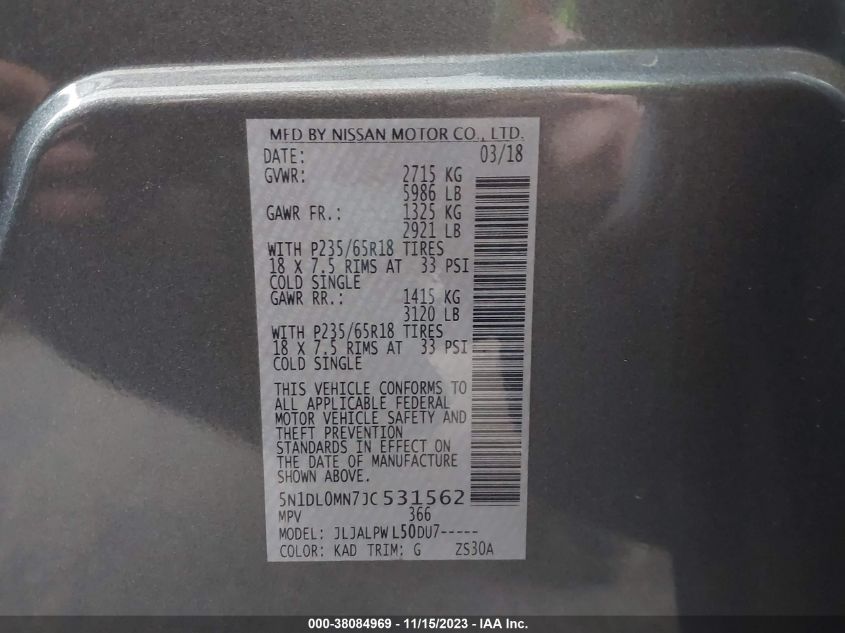 MFD BY NISSAN MOTOR CO., LTD.
DATE: 03/18
GVWR: 2715 KG
5986 LB
GAWR FR.: 1325 KG
2921 LB
WITH P235/65R18 TIRES
18 X 7.5 RIMS AT 33 PSI
COLD SINGLE
GAWR RR.: 1415 KG
3120 LB
WITH P235/65R18 TIRES
18 X 7.5 RIMS AT 33 PSI
COLD SINGLE
THIS VEHICLE CONFORMS TO
ALL APPLICABLE FEDERAL
MOTOR VEHICLE SAFETY AND
THEFT PREVENTION
STANDARDS IN EFFECT ON
THE DATE OF MANUFACTURE
SHOWN ABOVE.
5N1DL0MN7JC531562
MPV 366
MODEL: JLJALPWL50DU7-----
COLOR: KAD TRIM: G ZS30A
000-38084969 - 11/15/2023 - IAA Inc.